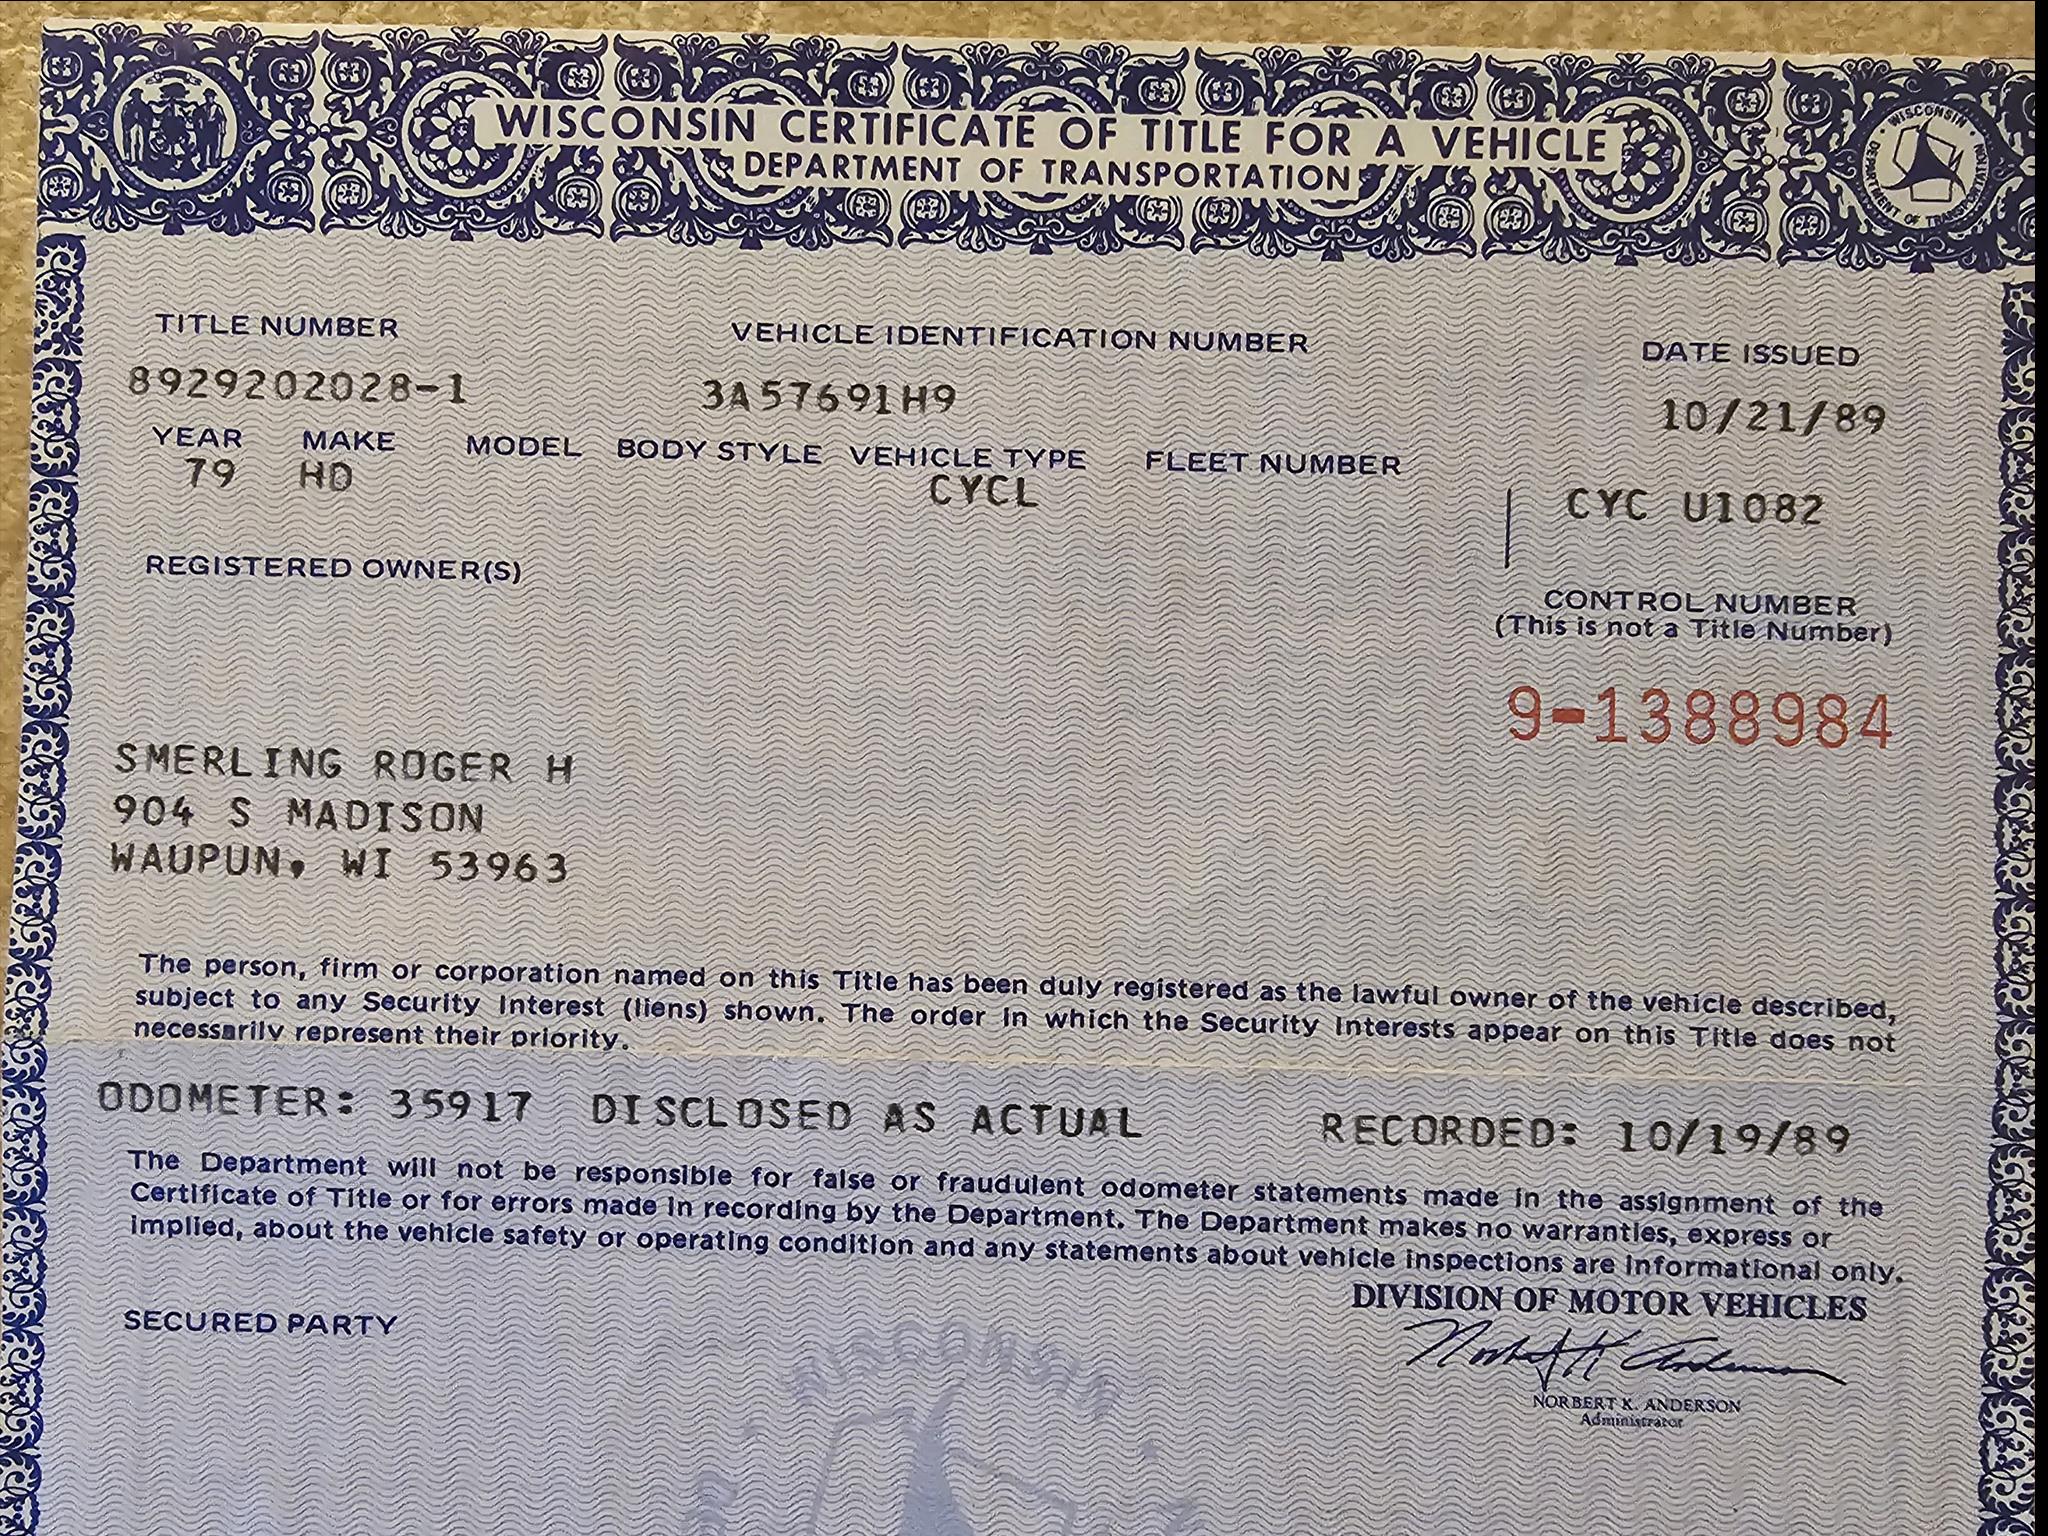 WISCONSIN CERTIFICATE OF TITLE FOR A VEHICLE
DEPARTMENT OF TRANSPORTATION
WISCONSIN
DEPARTMENT OF TRANSPORTATION
TITLE NUMBER VEHICLE IDENTIFICATION NUMBER DATE ISSUED
8929202028-1 3A57691H9 10/21/89
YEAR MAKE MODEL BODY STYLE VEHICLE TYPE FLEET NUMBER
79 HD CYCL
CYC U1082
REGISTERED OWNER(S)
CONTROL NUMBER
(This is not a Title Number)
9-1388984
SMERLING ROGER H
904 S MADISON
WAUPUN, WI 53963
The person, firm or corporation named on this Title has been duly registered as the lawful owner of the vehicle described,
subject to any Security Interest (liens) shown. The order in which the Security Interests appear on this Title does not
necessarily represent their priority.
ODOMETER: 35917 DISCLOSED AS ACTUAL RECORDED: 10/19/89
The Department will not be responsible for false or fraudulent odometer statements made in the assignment of the
Certificate of Title or for errors made in recording by the Department. The Department makes no warranties, express or
implied, about the vehicle safety or operating condition and any statements about vehicle inspections are informational only.
DIVISION OF MOTOR VEHICLES
SECURED PARTY
Norbert K Anderson
NORBERT K. ANDERSON
Administrator
WISCONSIN